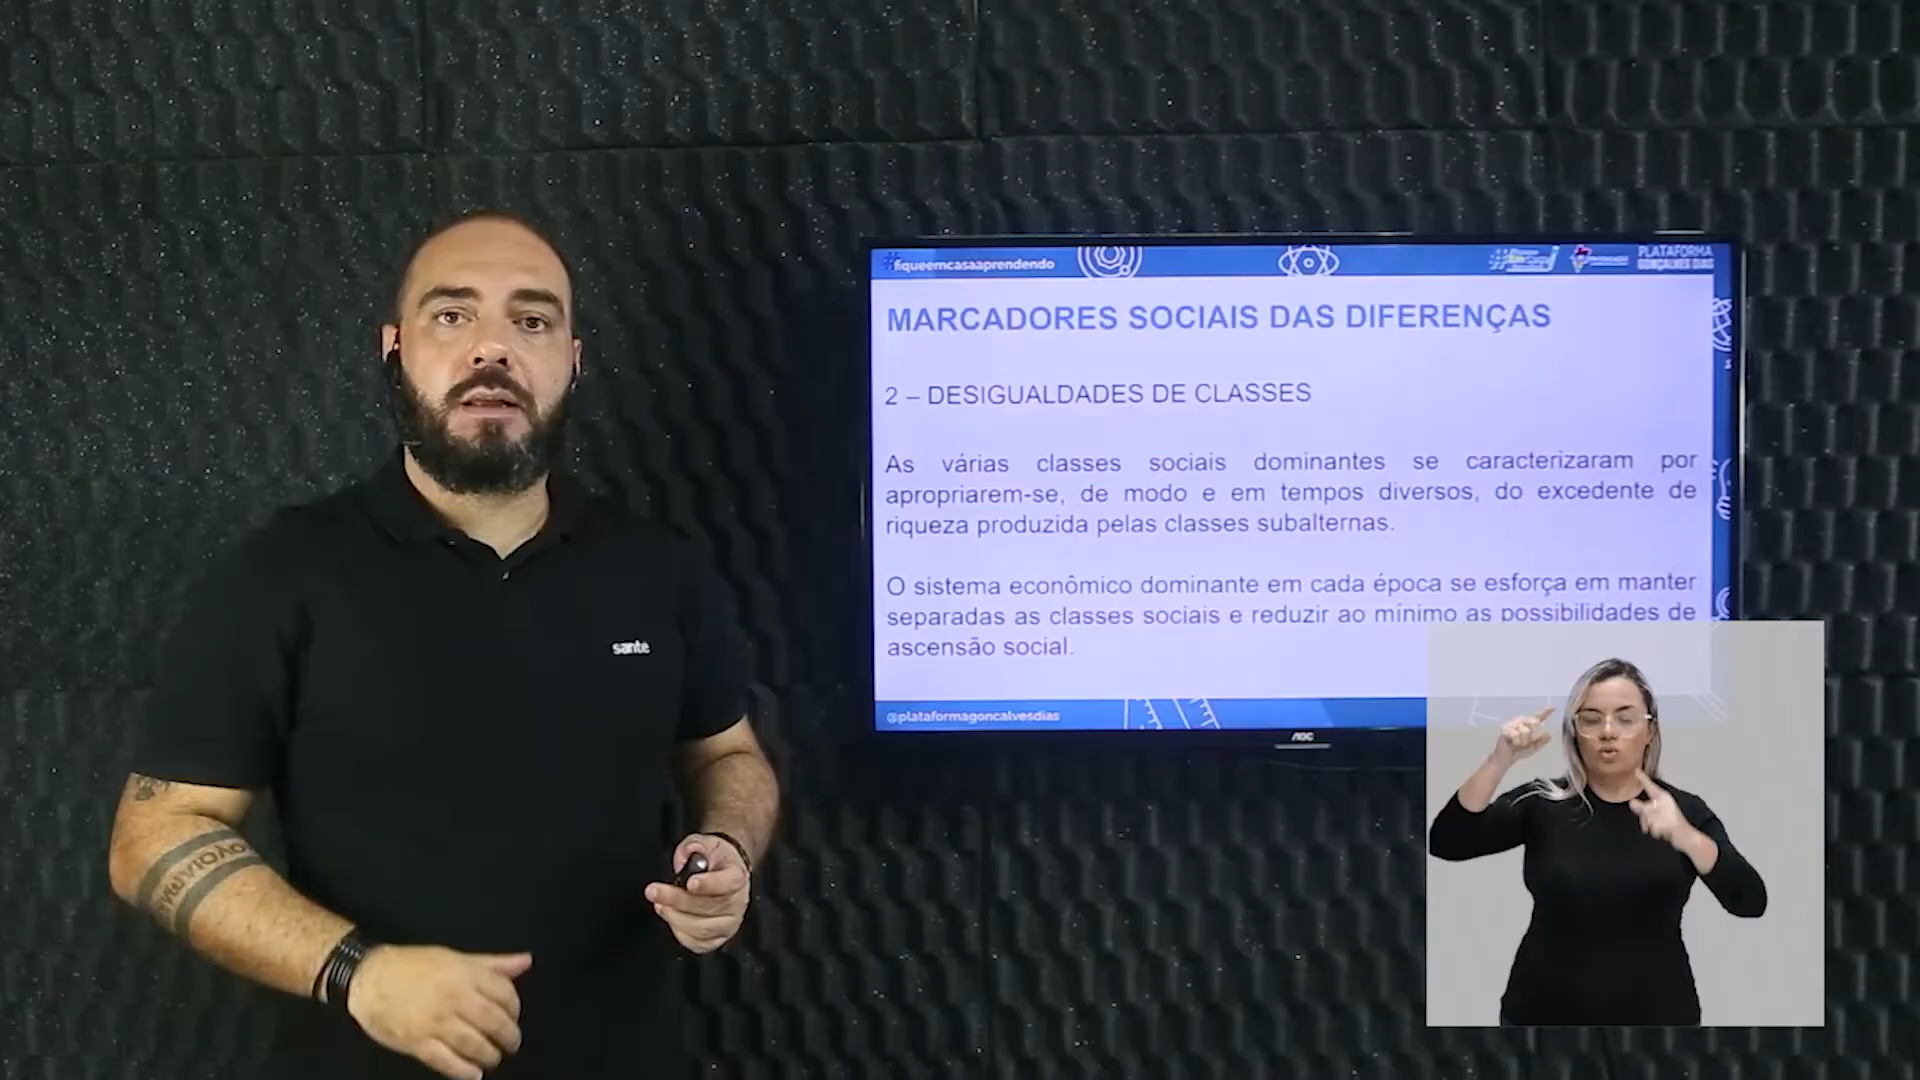 #fiqueemcasaaprendendo
PLATAFORMA
GONÇALVES DIAS
MARCADORES SOCIAIS DAS DIFERENÇAS
2 – DESIGUALDADES DE CLASSES
As várias classes sociais dominantes se caracterizaram por
apropriarem-se, de modo e em tempos diversos, do excedente de
riqueza produzida pelas classes subalternas.
O sistema econômico dominante em cada época se esforça em manter
separadas as classes sociais e reduzir ao mínimo as possibilidades de
ascensão social.
@plataformagoncalvesdias
AOC
sante